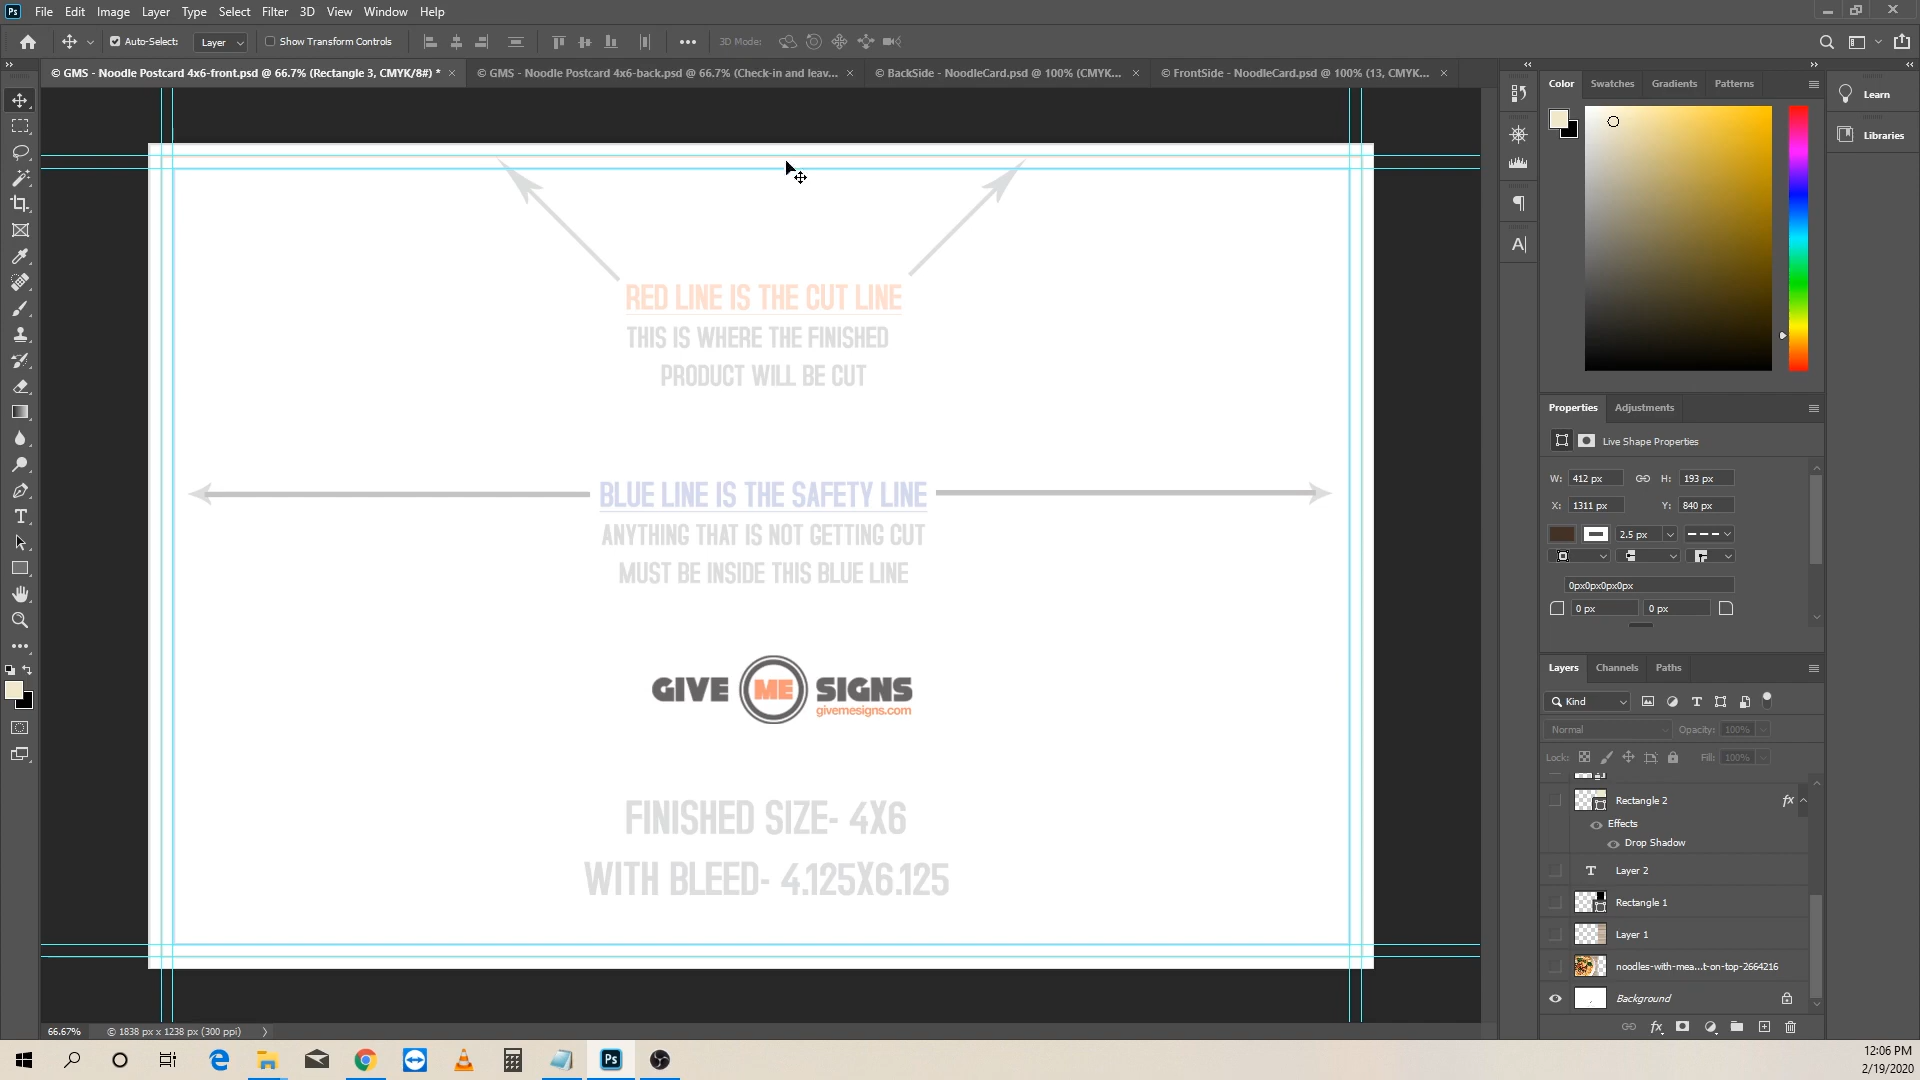 Ps File Edit Image Layer Type Select Filter 3D View Window Help
Auto-Select: Layer Show Transform Controls 3D Mode:
© GMS - Noodle Postcard 4x6-front.psd @ 66.7% (Rectangle 3, CMYK/8#) *
© GMS - Noodle Postcard 4x6-back.psd @ 66.7% (Check-in and leav...
© BackSide - NoodleCard.psd @ 100% (CMYK...
© FrontSide - NoodleCard.psd @ 100% (13, CMYK...
RED LINE IS THE CUT LINE
THIS IS WHERE THE FINISHED
PRODUCT WILL BE CUT
BLUE LINE IS THE SAFETY LINE
ANYTHING THAT IS NOT GETTING CUT
MUST BE INSIDE THIS BLUE LINE
GIVE ME SIGNS
givemesigns.com
FINISHED SIZE- 4X6
WITH BLEED- 4.125X6.125
Color Swatches Gradients Patterns
Learn
Libraries
Properties Adjustments
Live Shape Properties
W: 412 px H: 193 px
X: 1311 px Y: 840 px
2.5 px
0px0px0px0px
0 px 0 px
Layers Channels Paths
Kind
Normal Opacity: 100%
Lock: Fill: 100%
Rectangle 2 fx
Effects
Drop Shadow
T Layer 2
Rectangle 1
Layer 1
noodles-with-mea...t-on-top-2664216
Background
66.67% © 1838 px x 1238 px (300 ppi)
Ps
12:06 PM
2/19/2020